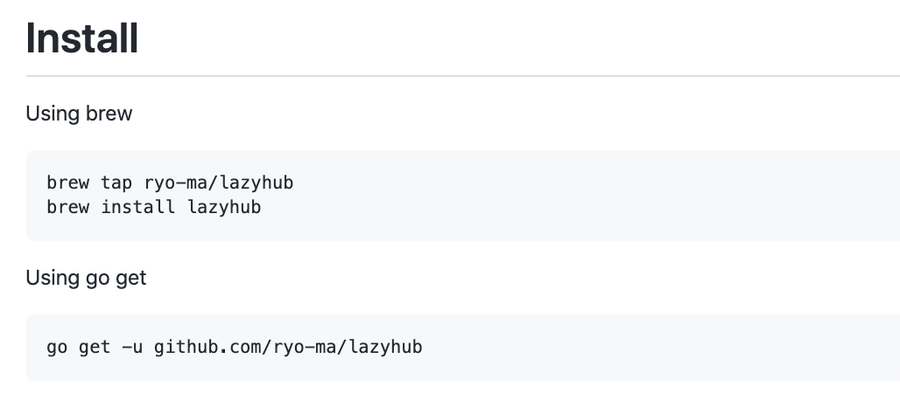 Install
Using brew
brew tap ryo-ma/lazyhub
brew install lazyhub
Using go get
go get -u github.com/ryo-ma/lazyhub